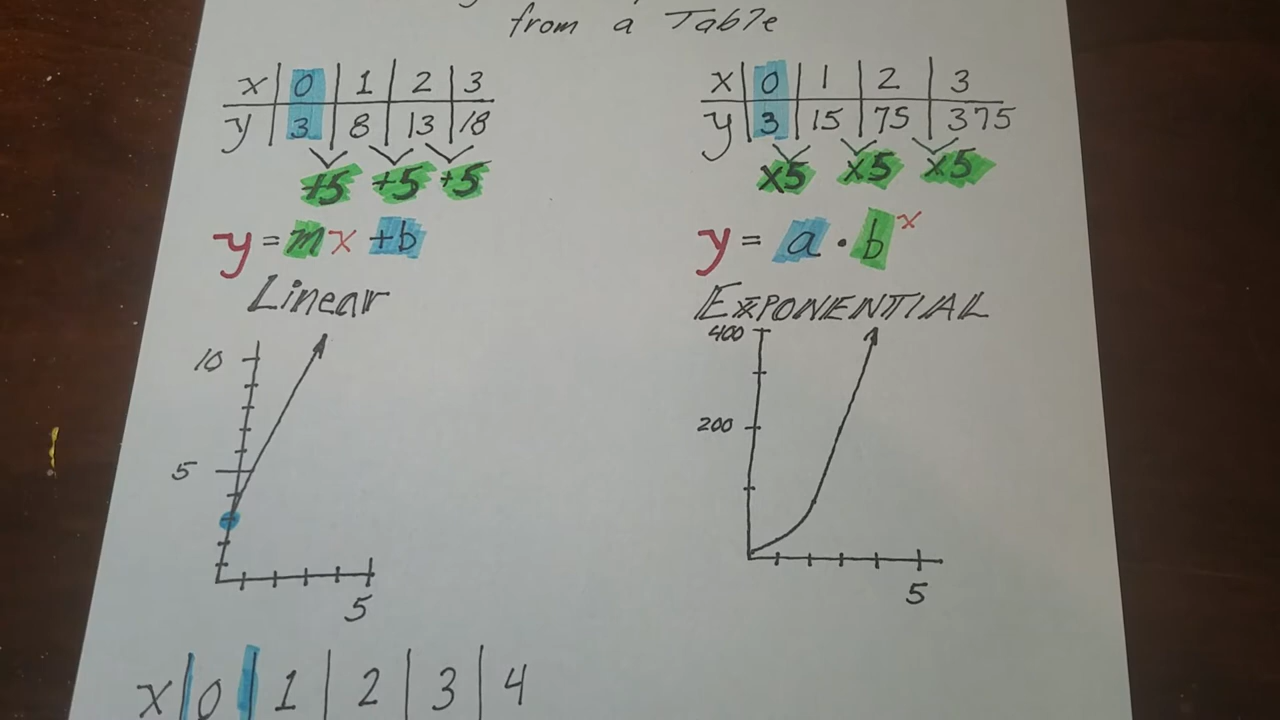 from a Table
x 0 1 2 3
y 3 8 13 18
+5 +5 +5
y = mx + b
Linear
10
5
5
x 0 1 2 3
y 3 15 75 375
x5 x5 x5
y = a · b^x
EXPONENTIAL
400
200
5
x 0 1 2 3 4